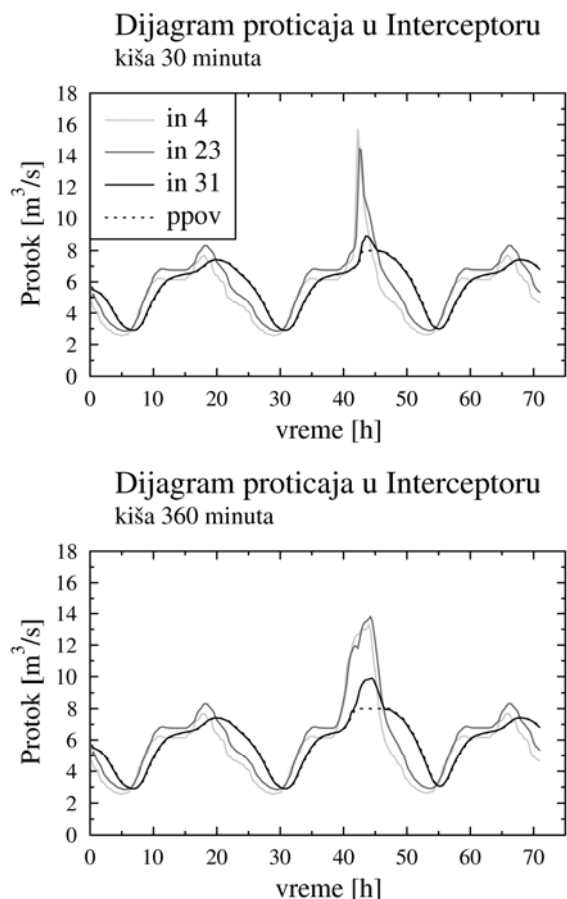 Dijagram proticaja u Interceptoru
kiša 30 minuta
18
16
14
12
10
8
6
4
2
0
Protok [m³/s]
in 4
in 23
in 31
ppov
0 10 20 30 40 50 60 70
vreme [h]
Dijagram proticaja u Interceptoru
kiša 360 minuta
18
16
14
12
10
8
6
4
2
0
Protok [m³/s]
0 10 20 30 40 50 60 70
vreme [h]